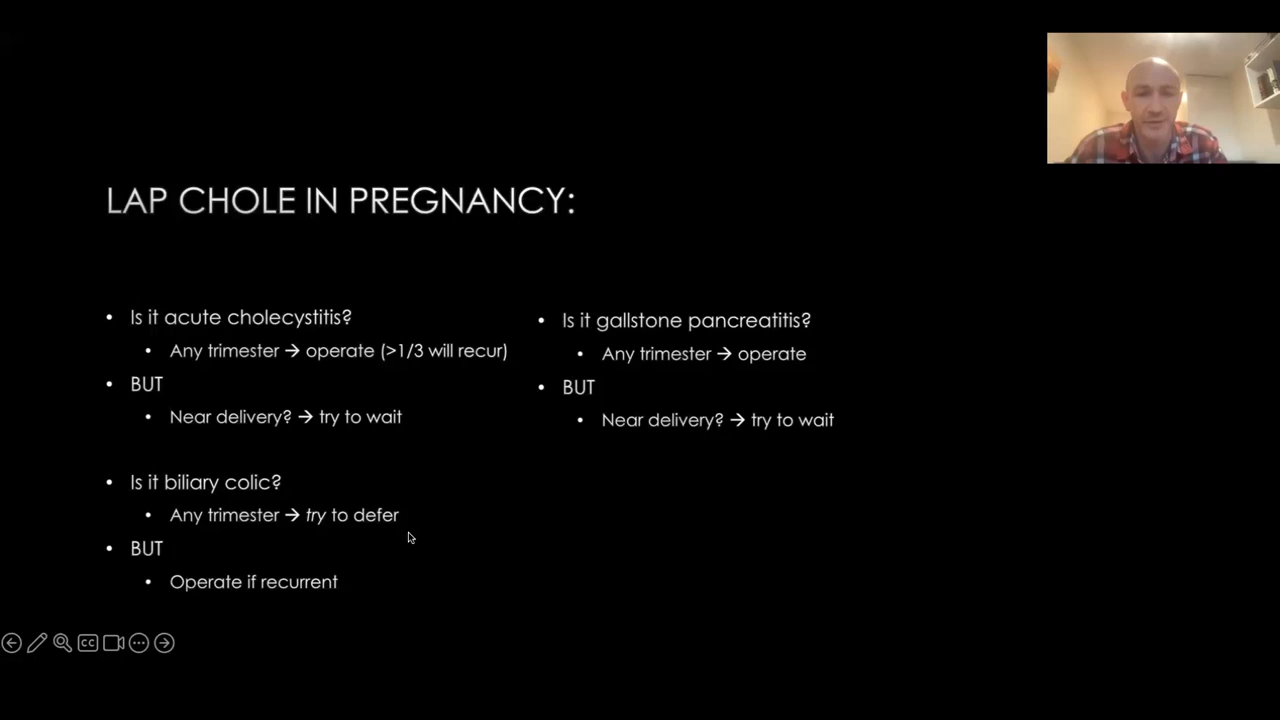 LAP CHOLE IN PREGNANCY:
• Is it acute cholecystitis?
• Any trimester → operate (>1/3 will recur)
• BUT
• Near delivery? → try to wait
• Is it biliary colic?
• Any trimester → try to defer
• BUT
• Operate if recurrent
• Is it gallstone pancreatitis?
• Any trimester → operate
• BUT
• Near delivery? → try to wait
CC